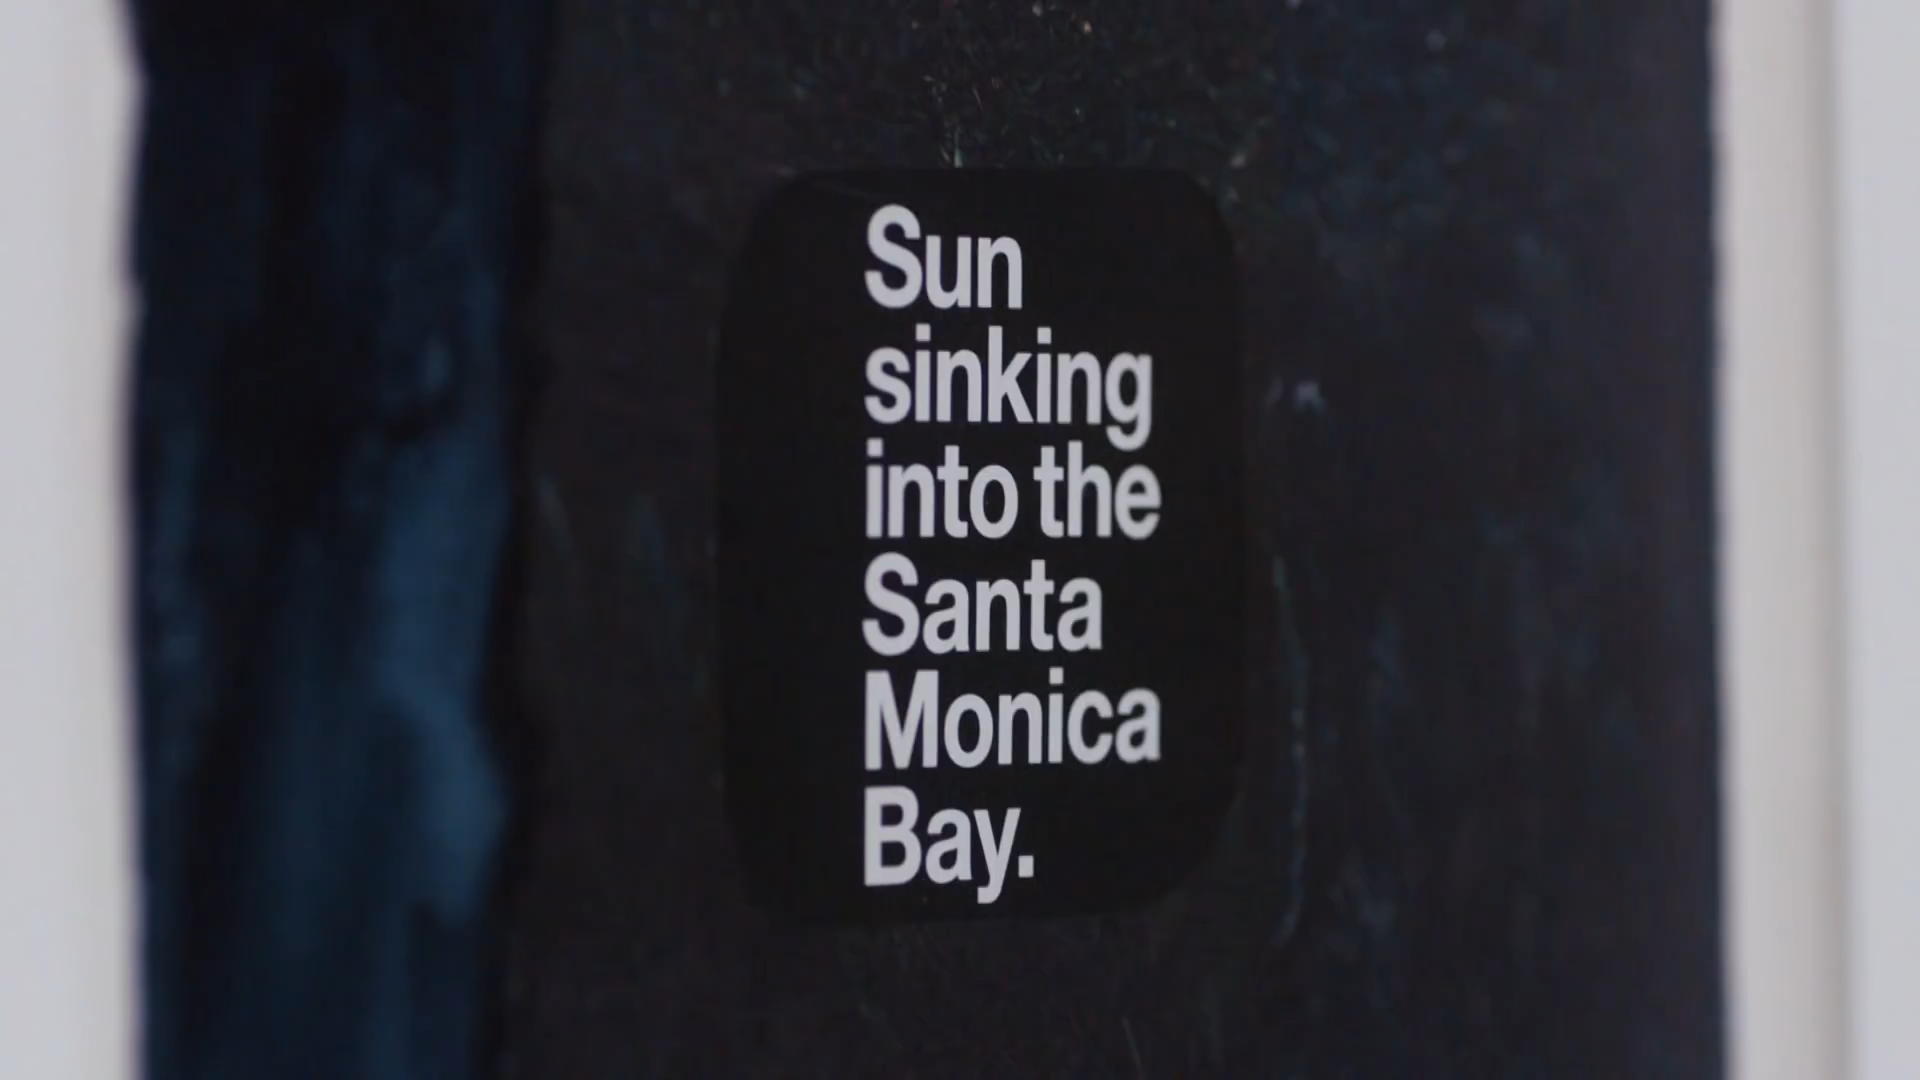 Sun
sinking
into the
Santa
Monica
Bay.